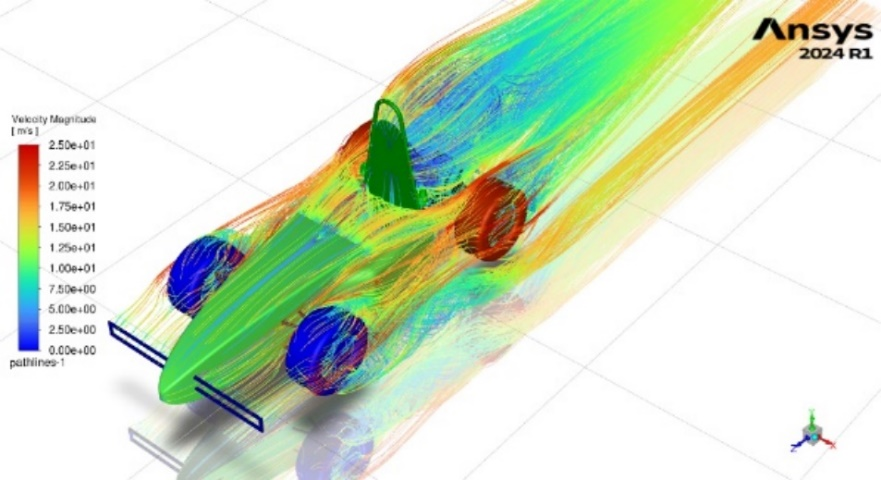 Ansys
2024 R1
Velocity Magnitude
[ m/s ]
2.50e+01
2.25e+01
2.00e+01
1.75e+01
1.50e+01
1.25e+01
1.00e+01
7.50e+00
5.00e+00
2.50e+00
0.00e+00
pathlines-1
Y
Z
X